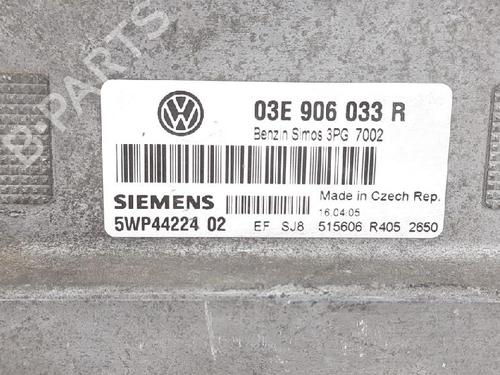 B-PARTS
03E 906 033 R
Benzin Simos 3PG 7002
SIEMENS
Made in Czech Rep.
16.04.05
5WP44224 02
EF SJ8 515606 R405 2650